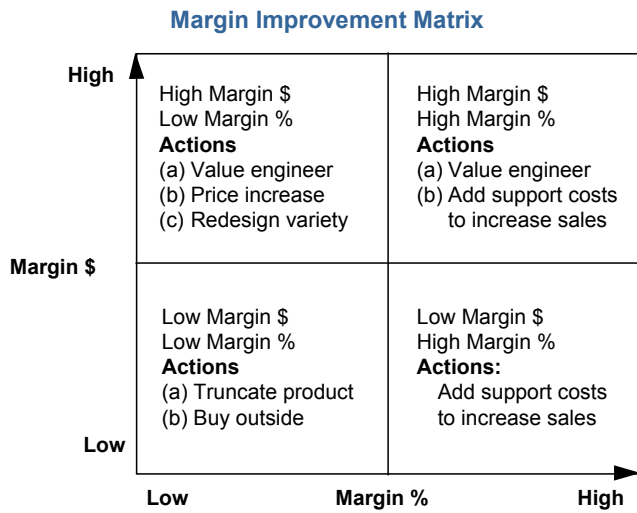 Margin Improvement Matrix
High
High Margin $
Low Margin %
Actions
(a) Value engineer
(b) Price increase
(c) Redesign variety
High Margin $
High Margin %
Actions
(a) Value engineer
(b) Add support costs
to increase sales
Margin $
Low Margin $
Low Margin %
Actions
(a) Truncate product
(b) Buy outside
Low Margin $
High Margin %
Actions:
Add support costs
to increase sales
Low
Low
Margin %
High